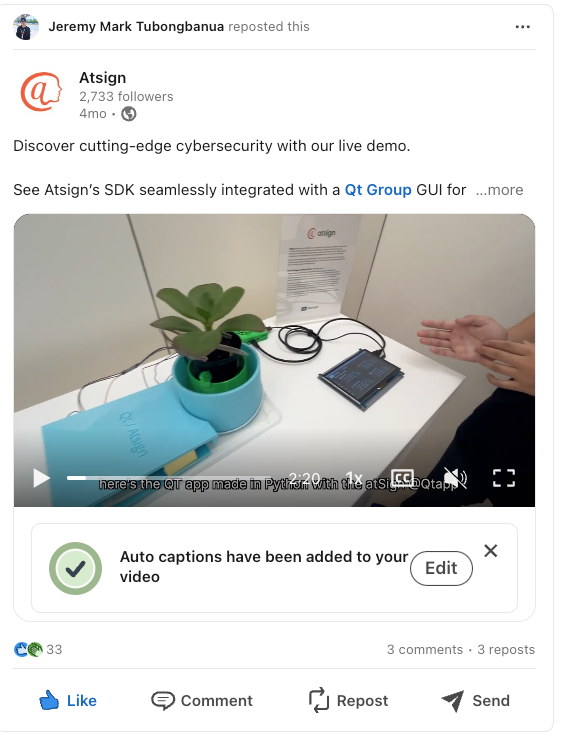 Jeremy Mark Tubongbanua reposted this
Atsign
2,733 followers
4mo •
Discover cutting-edge cybersecurity with our live demo.
See Atsign's SDK seamlessly integrated with a Qt Group GUI for ...more
atsign
Qt / Atsign
2:20 1x CC
here's the QT app made in Python with the atSign @Qtapp
Auto captions have been added to your video
Edit
33
3 comments • 3 reposts
Like Comment Repost Send